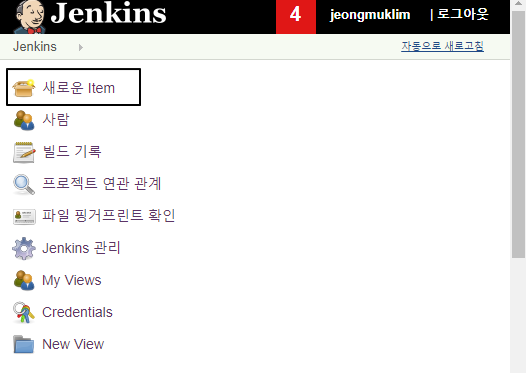 Jenkins 4 jeongmuklim | 로그아웃
Jenkins 자동으로 새로고침
새로운 Item
사람
빌드 기록
프로젝트 연관 관계
파일 핑거프린트 확인
Jenkins 관리
My Views
Credentials
New View